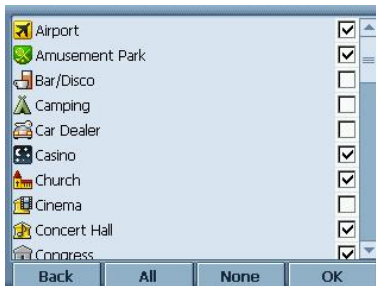 Airport
Amusement Park
Bar/Disco
Camping
Car Dealer
Casino
Church
Cinema
Concert Hall
Congress
Back All None OK